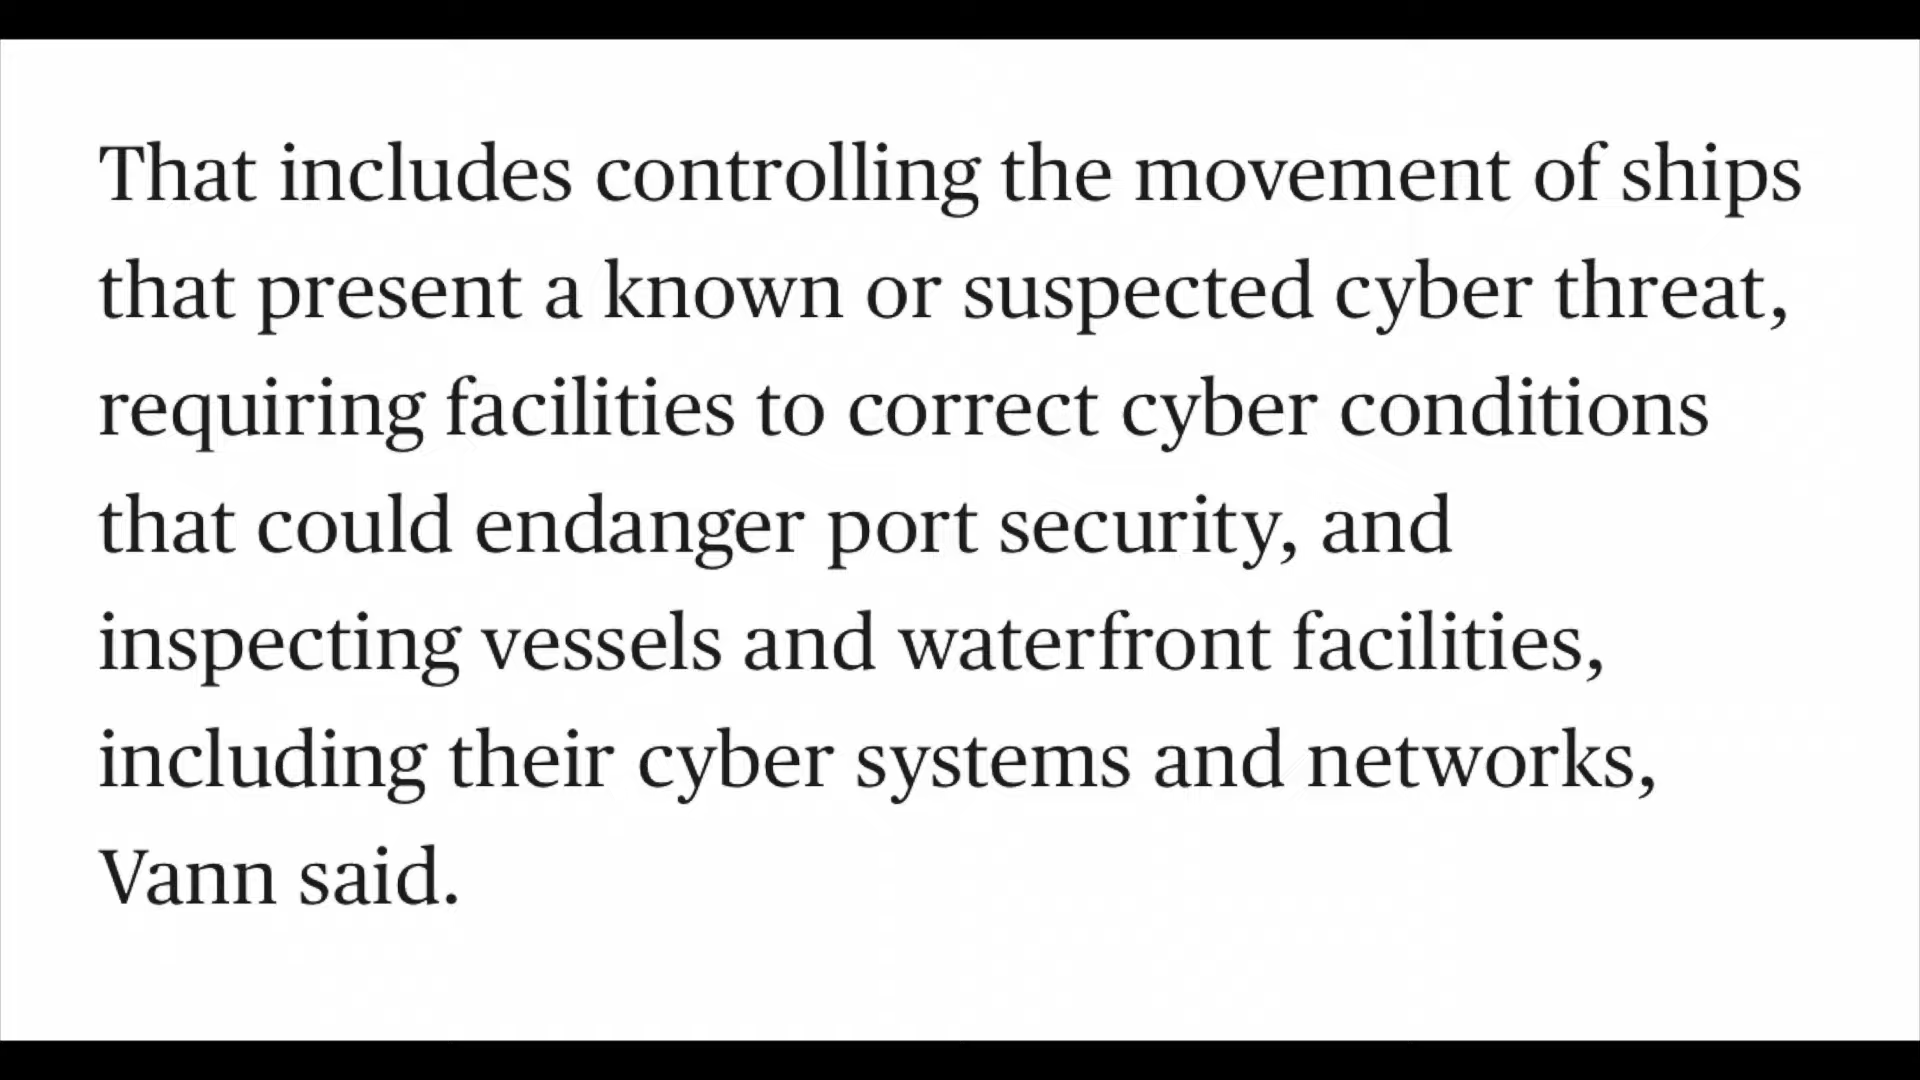 That includes controlling the movement of ships
that present a known or suspected cyber threat,
requiring facilities to correct cyber conditions
that could endanger port security, and
inspecting vessels and waterfront facilities,
including their cyber systems and networks,
Vann said.